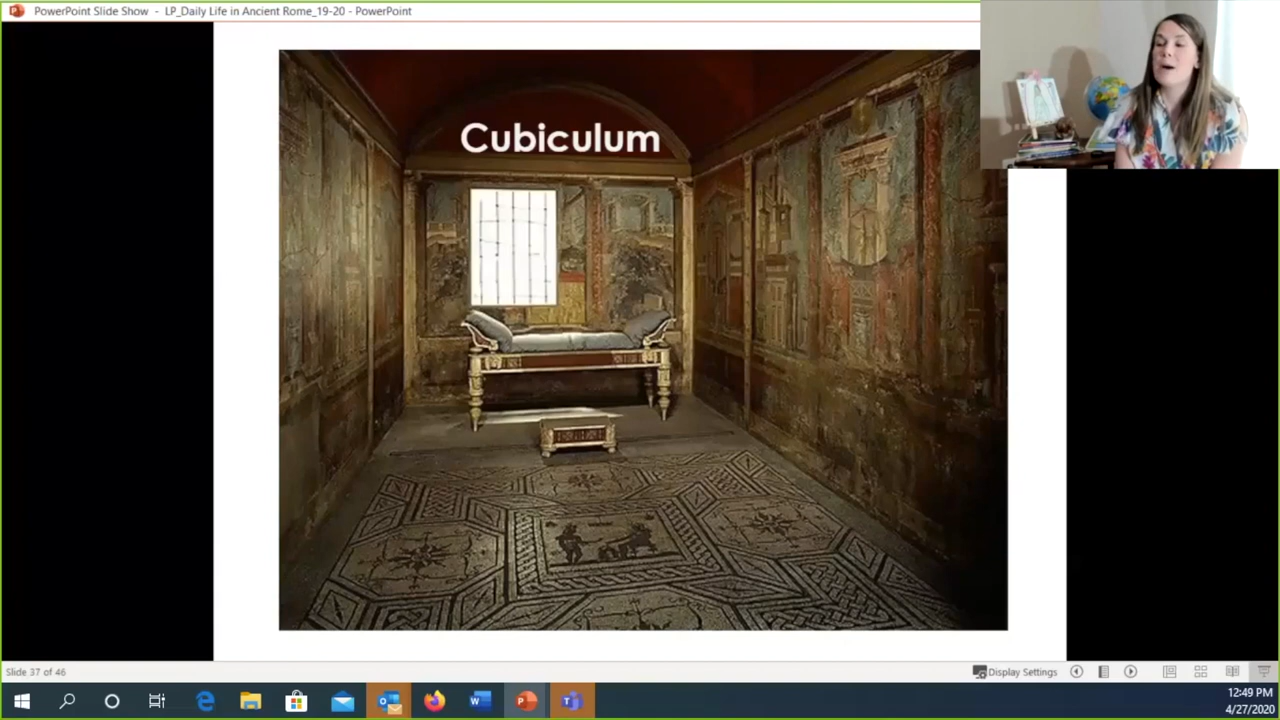 PowerPoint Slide Show - LP_Daily Life in Ancient Rome_19-20 - PowerPoint
Cubiculum
Slide 37 of 46
Display Settings
12:49 PM
4/27/2020